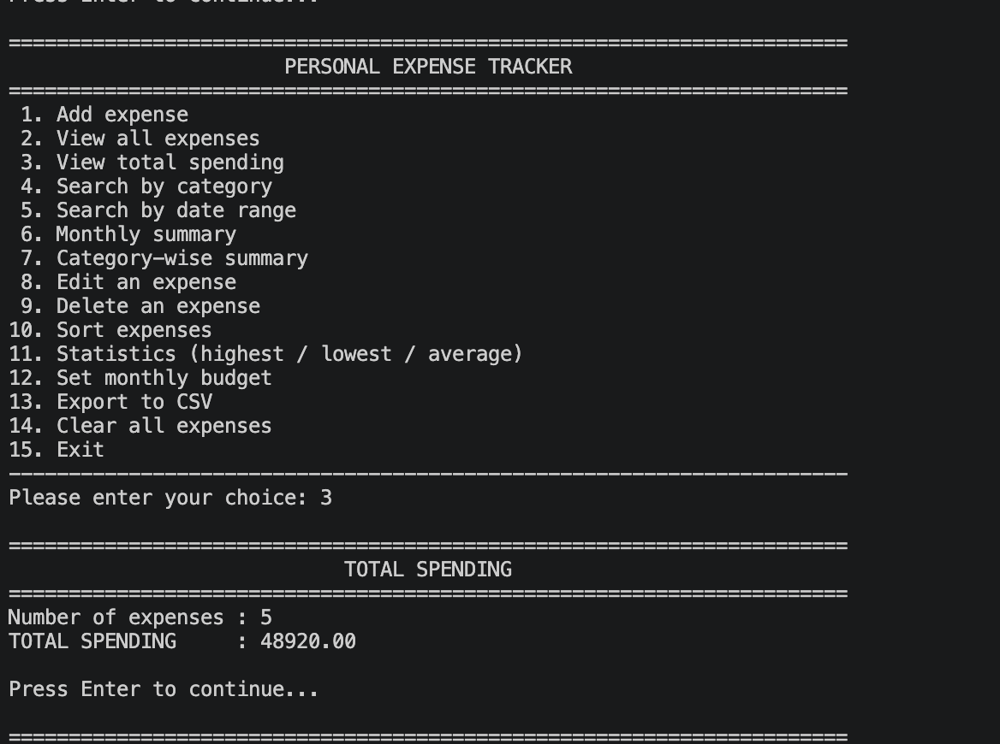 Press Enter to continue...
======================================================================
PERSONAL EXPENSE TRACKER
======================================================================
1. Add expense
2. View all expenses
3. View total spending
4. Search by category
5. Search by date range
6. Monthly summary
7. Category-wise summary
8. Edit an expense
9. Delete an expense
10. Sort expenses
11. Statistics (highest / lowest / average)
12. Set monthly budget
13. Export to CSV
14. Clear all expenses
15. Exit
----------------------------------------------------------------------
Please enter your choice: 3
======================================================================
TOTAL SPENDING
======================================================================
Number of expenses : 5
TOTAL SPENDING     : 48920.00
Press Enter to continue...
======================================================================